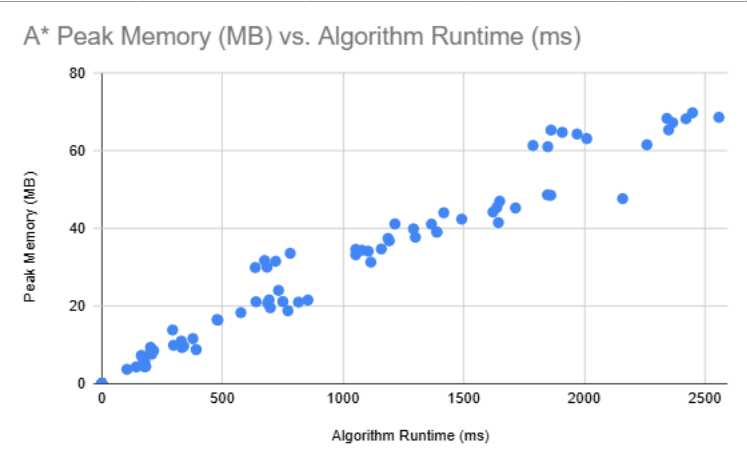 A* Peak Memory (MB) vs. Algorithm Runtime (ms)
80
60
40
20
0
Peak Memory (MB)
0 500 1000 1500 2000 2500
Algorithm Runtime (ms)